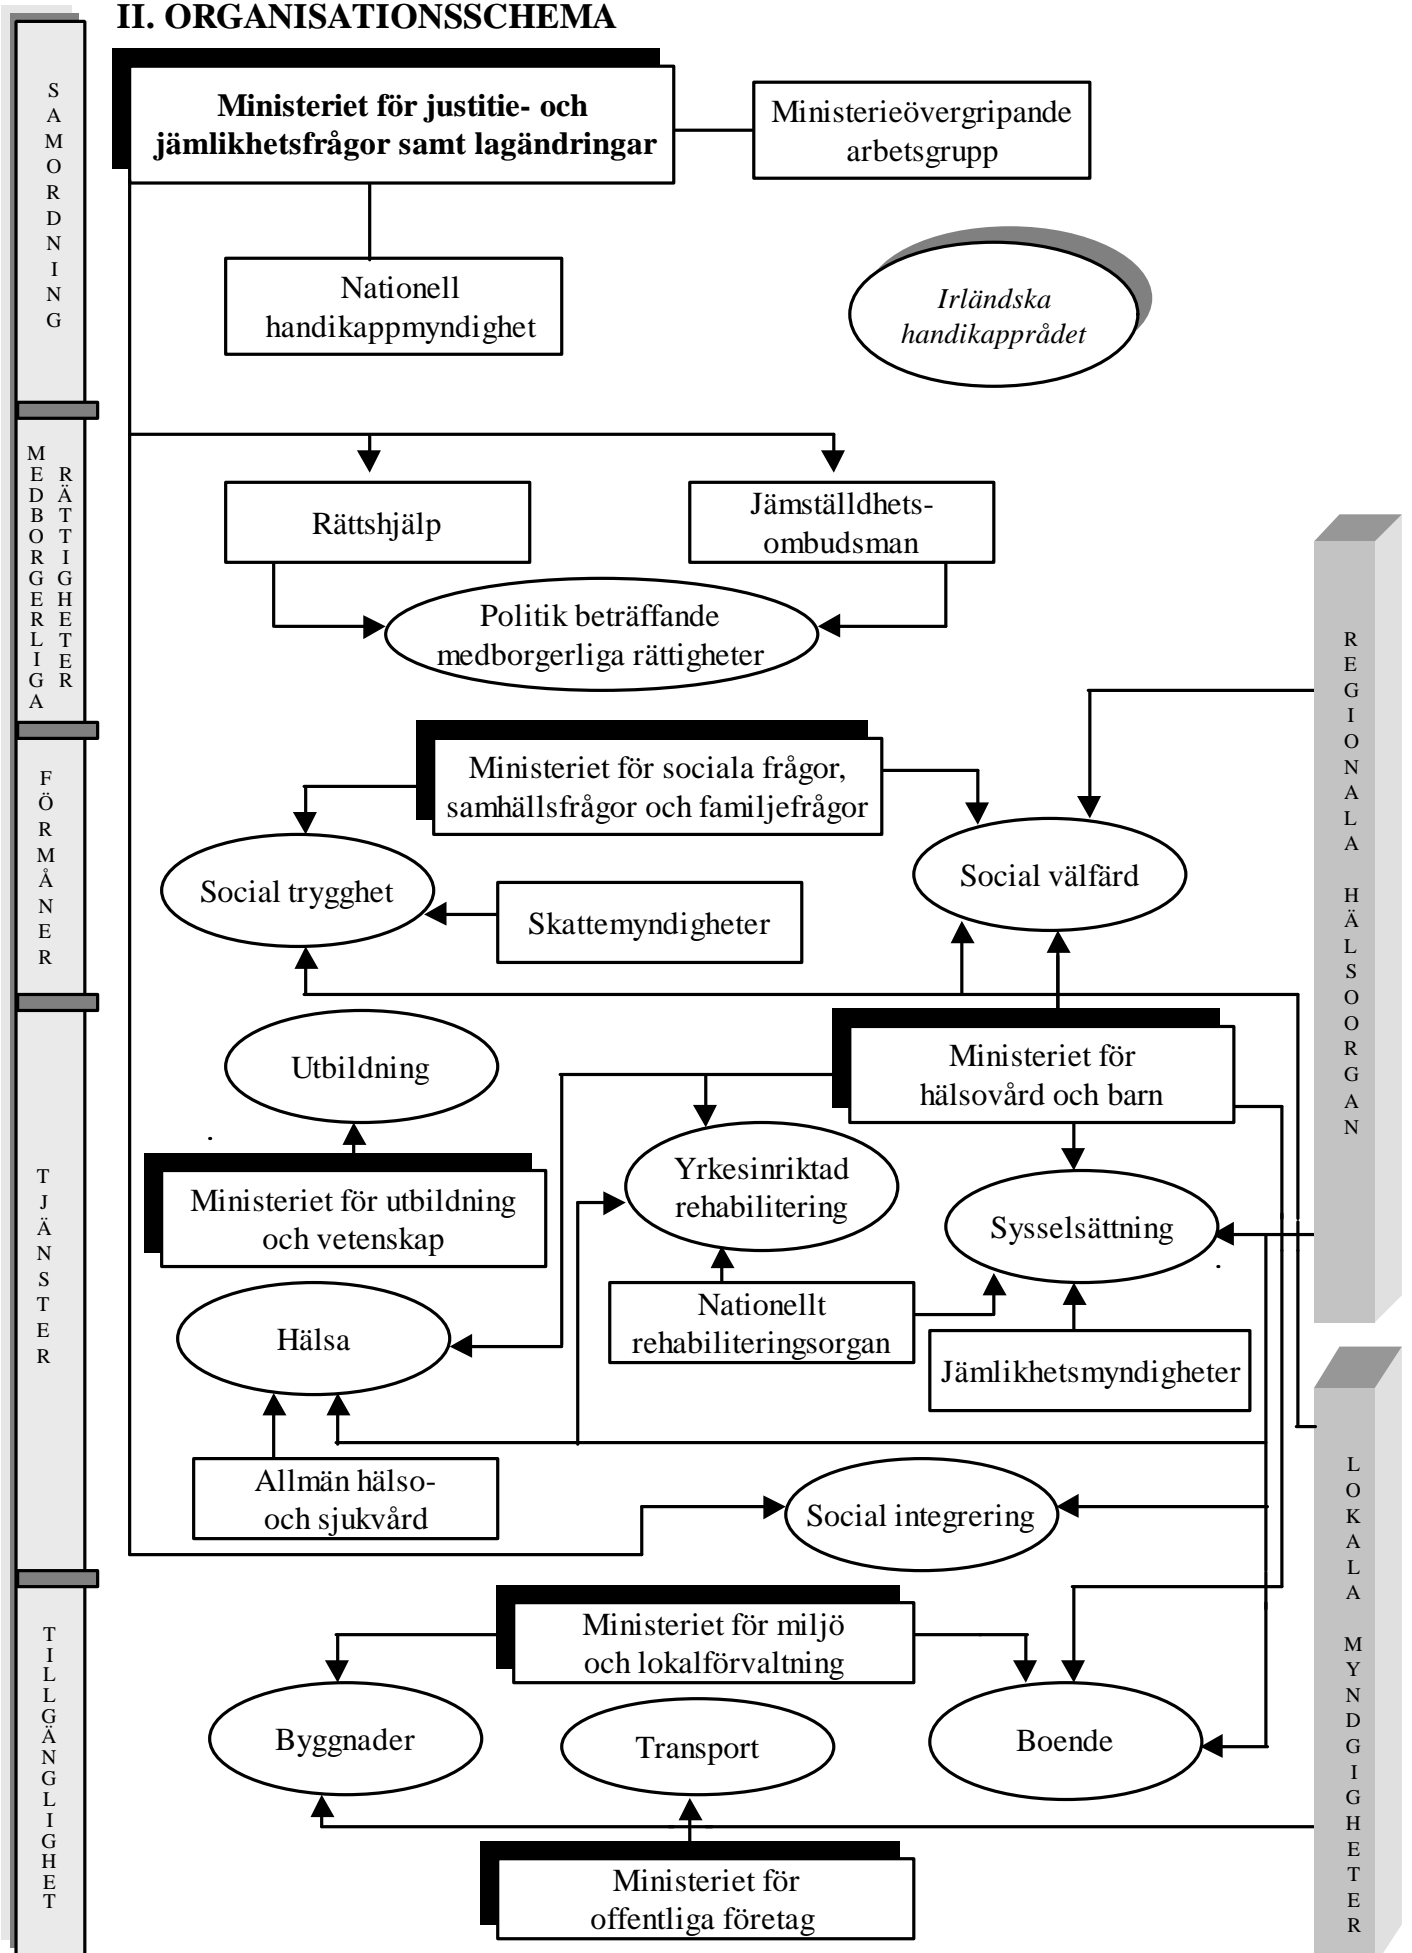 II. ORGANISATIONSSCHEMA
SAMORDNING
Ministeriet för justitie- och
jämlikhetsfrågor samt lagändringar
Ministerieövergripande
arbetsgrupp
Nationell
handikappmyndighet
Irländska
handikapprådet
MEDBORGERLIGA
RÄTTIGHETER
Rättshjälp
Jämställdhets-
ombudsman
Politik beträffande
medborgerliga rättigheter
REGIONALA HÄLSOORGAN
FÖRMÅNER
Ministeriet för sociala frågor,
samhällsfrågor och familjefrågor
Social trygghet
Social välfärd
Skattemyndigheter
TJÄNSTER
Utbildning
Ministeriet för
hälsovård och barn
Ministeriet för utbildning
och vetenskap
Yrkesinriktad
rehabilitering
Sysselsättning
Hälsa
Nationellt
rehabiliteringsorgan
Jämlikhetsmyndigheter
Allmän hälso-
och sjukvård
Social integrering
LOKALA MYNDGIGHETER
TILLGÄNGLIGHET
Ministeriet för miljö
och lokalförvaltning
Byggnader
Transport
Boende
Ministeriet för
offentliga företag